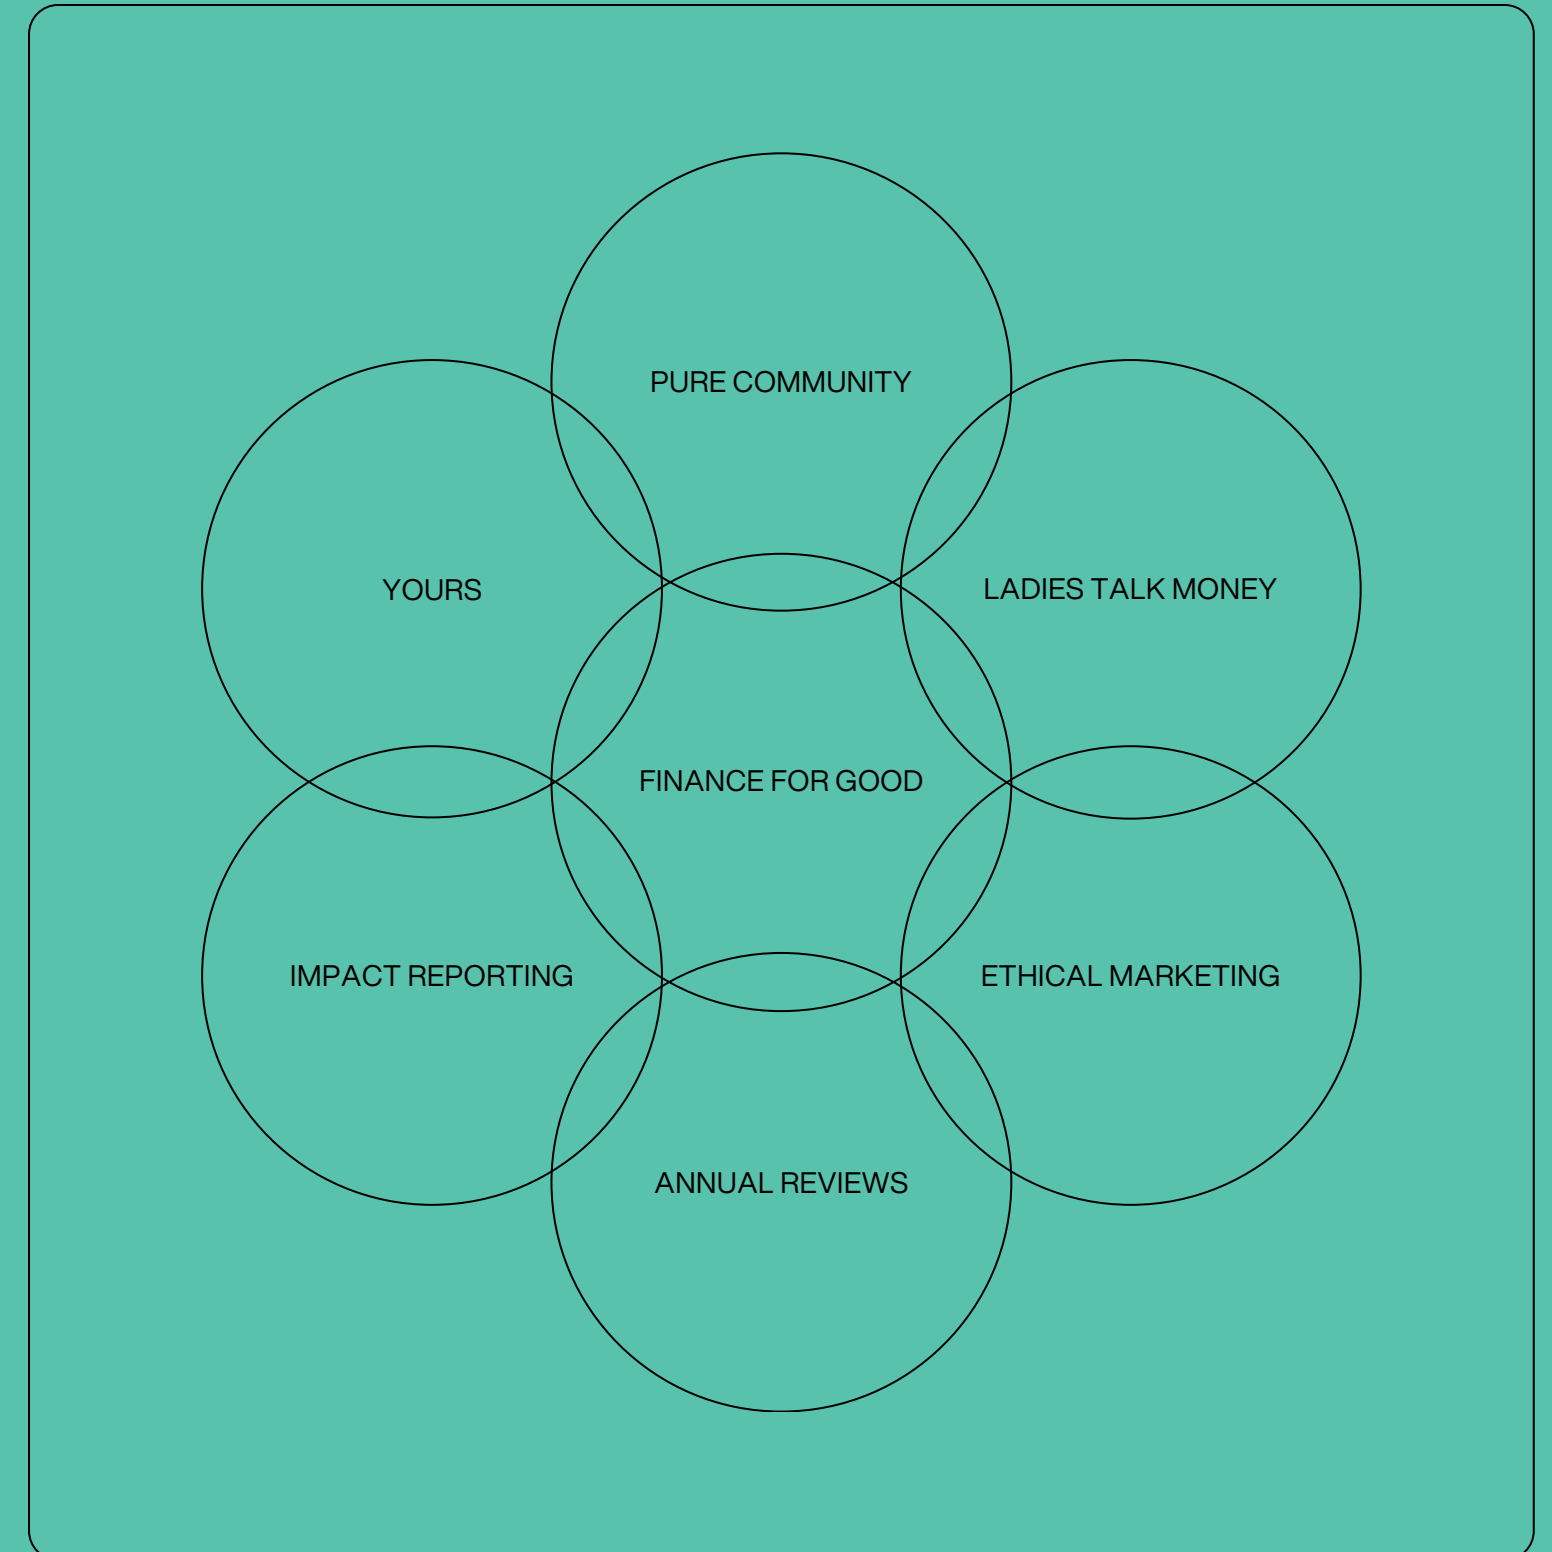 PURE COMMUNITY
YOURS
LADIES TALK MONEY
FINANCE FOR GOOD
IMPACT REPORTING
ETHICAL MARKETING
ANNUAL REVIEWS